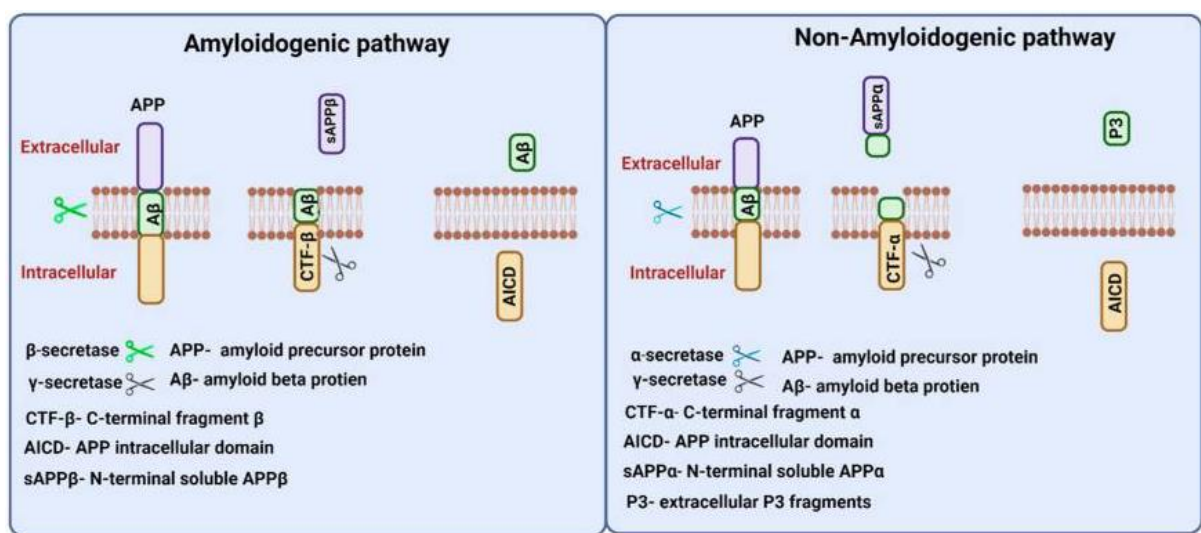 Amyloidogenic pathway
APP
sAPPβ
Extracellular
Aβ
Aβ
Aβ
Intracellular
CTF-β
AICD
β-secretase APP- amyloid precursor protein
γ-secretase Aβ- amyloid beta protien
CTF-β- C-terminal fragment β
AICD- APP intracellular domain
sAPPβ- N-terminal soluble APPβ
Non-Amyloidogenic pathway
APP
sAPPα
P3
Extracellular
Aβ
Intracellular
CTF-α
AICD
α-secretase APP- amyloid precursor protein
γ-secretase Aβ- amyloid beta protien
CTF-α- C-terminal fragment α
AICD- APP intracellular domain
sAPPα- N-terminal soluble APPα
P3- extracellular P3 fragments